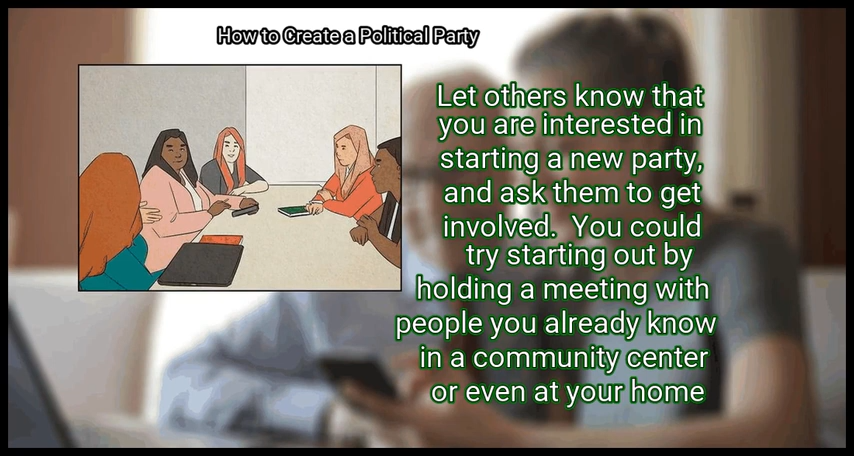 How to Create a Political Party
Let others know that
you are interested in
starting a new party,
and ask them to get
involved.  You could
try starting out by
holding a meeting with
people you already know
in a community center
or even at your home